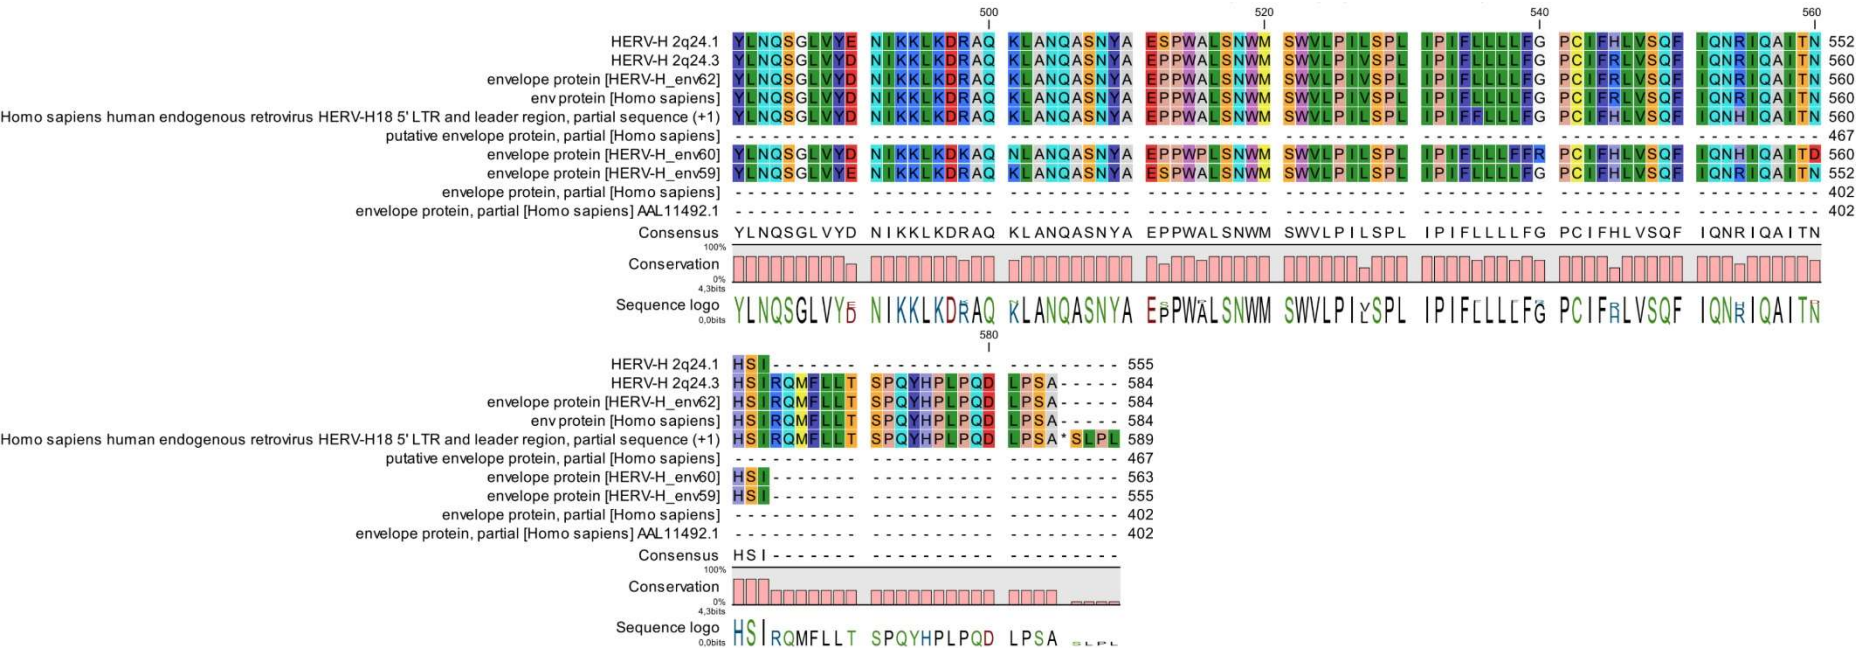 500 520 540 560
HERV-H 2q24.1 YLNQSGLVYE NIKKLKDRAQ KLANQASNYA ESPWALSNWM SWVLPILSPL IPIFLLLLFG PCIFHLVSQF IQNRIQAITN 552
HERV-H 2q24.3 YLNQSGLVYD NIKKLKDRAQ KLANQASNYA EPPWALSNWM SWVLPIVSPL IPIFLLLLFG PCIFRLVSQF IQNRIQAITN 560
envelope protein [HERV-H_env62] YLNQSGLVYD NIKKLKDRAQ KLANQASNYA EPPWALSNWM SWVLPIVSPL IPIFLLLLFG PCIFRLVSQF IQNRIQAITN 560
env protein [Homo sapiens] YLNQSGLVYD NIKKLKDRAQ KLANQASNYA EPPWALSNWM SWVLPIVSPL IPIFLLLLFG PCIFRLVSQF IQNRIQAITN 560
Homo sapiens human endogenous retrovirus HERV-H18 5' LTR and leader region, partial sequence (+1) YLNQSGLVYD NIKKLKDRAQ KLANQASNYA EPPWALSNWM SWVLPILSPL IPIFFLLLFG PCIFHLVSQF IQNHIQAITN 560
putative envelope protein, partial [Homo sapiens] ---------- ---------- ---------- ---------- ---------- ---------- ---------- ---------- 467
envelope protein [HERV-H_env60] YLNQSGLVYD NIKKLKDKAQ NLANQASNYA EPPWPLSNWM SWVLPILSPL IPIFLLLFFR PCIFHLVSQF IQNHIQAITD 560
envelope protein [HERV-H_env59] YLNQSGLVYE NIKKLKDRAQ KLANQASNYA ESPWALSNWM SWVLPILSPL IPIFLLLLFG PCIFHLVSQF IQNRIQAITN 552
envelope protein, partial [Homo sapiens] ---------- ---------- ---------- ---------- ---------- ---------- ---------- ---------- 402
envelope protein, partial [Homo sapiens] AAL11492.1 ---------- ---------- ---------- ---------- ---------- ---------- ---------- ---------- 402
Consensus YLNQSGLVYD NIKKLKDRAQ KLANQASNYA EPPWALSNWM SWVLPILSPL IPIFLLLLFG PCIFHLVSQF IQNRIQAITN
100%
Conservation
0%
4,3bits
Sequence logo YLNQSGLVYD NIKKLKDRAQ KLANQASNYA EPPWALSNWM SWVLPILSPL IPIFLLLLFG PCIFHLVSQF IQNRIQAITN
0,0bits
580
HERV-H 2q24.1 HSI------- ---------- --------- 555
HERV-H 2q24.3 HSIRQMFLLT SPQYHPLPQD LPSA----- 584
envelope protein [HERV-H_env62] HSIRQMFLLT SPQYHPLPQD LPSA----- 584
env protein [Homo sapiens] HSIRQMFLLT SPQYHPLPQD LPSA----- 584
Homo sapiens human endogenous retrovirus HERV-H18 5' LTR and leader region, partial sequence (+1) HSIRQMFLLT SPQYHPLPQD LPSA*SLPL 589
putative envelope protein, partial [Homo sapiens] ---------- ---------- --------- 467
envelope protein [HERV-H_env60] HSI------- ---------- --------- 563
envelope protein [HERV-H_env59] HSI------- ---------- --------- 555
envelope protein, partial [Homo sapiens] ---------- ---------- --------- 402
envelope protein, partial [Homo sapiens] AAL11492.1 ---------- ---------- --------- 402
Consensus HSI------- ---------- ---------
100%
Conservation
0%
4,3bits
Sequence logo HSIRQMFLLT SPQYHPLPQD LPSA SLPL
0,0bits